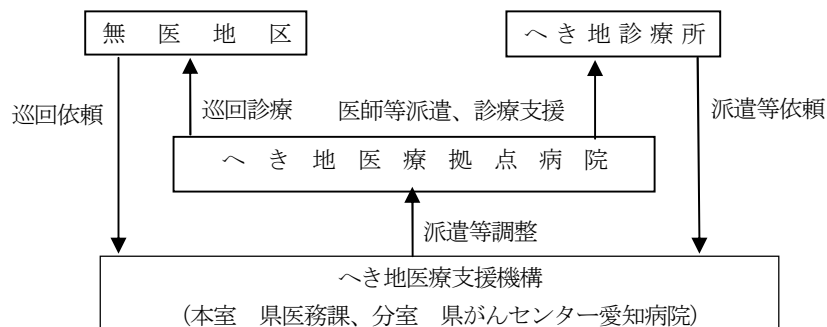 無医地区
へき地診療所
巡回依頼
巡回診療
医師等派遣、診療支援
派遣等依頼
へき地医療拠点病院
派遣等調整
へき地医療支援機構
(本室　県医務課、分室　県がんセンター愛知病院)